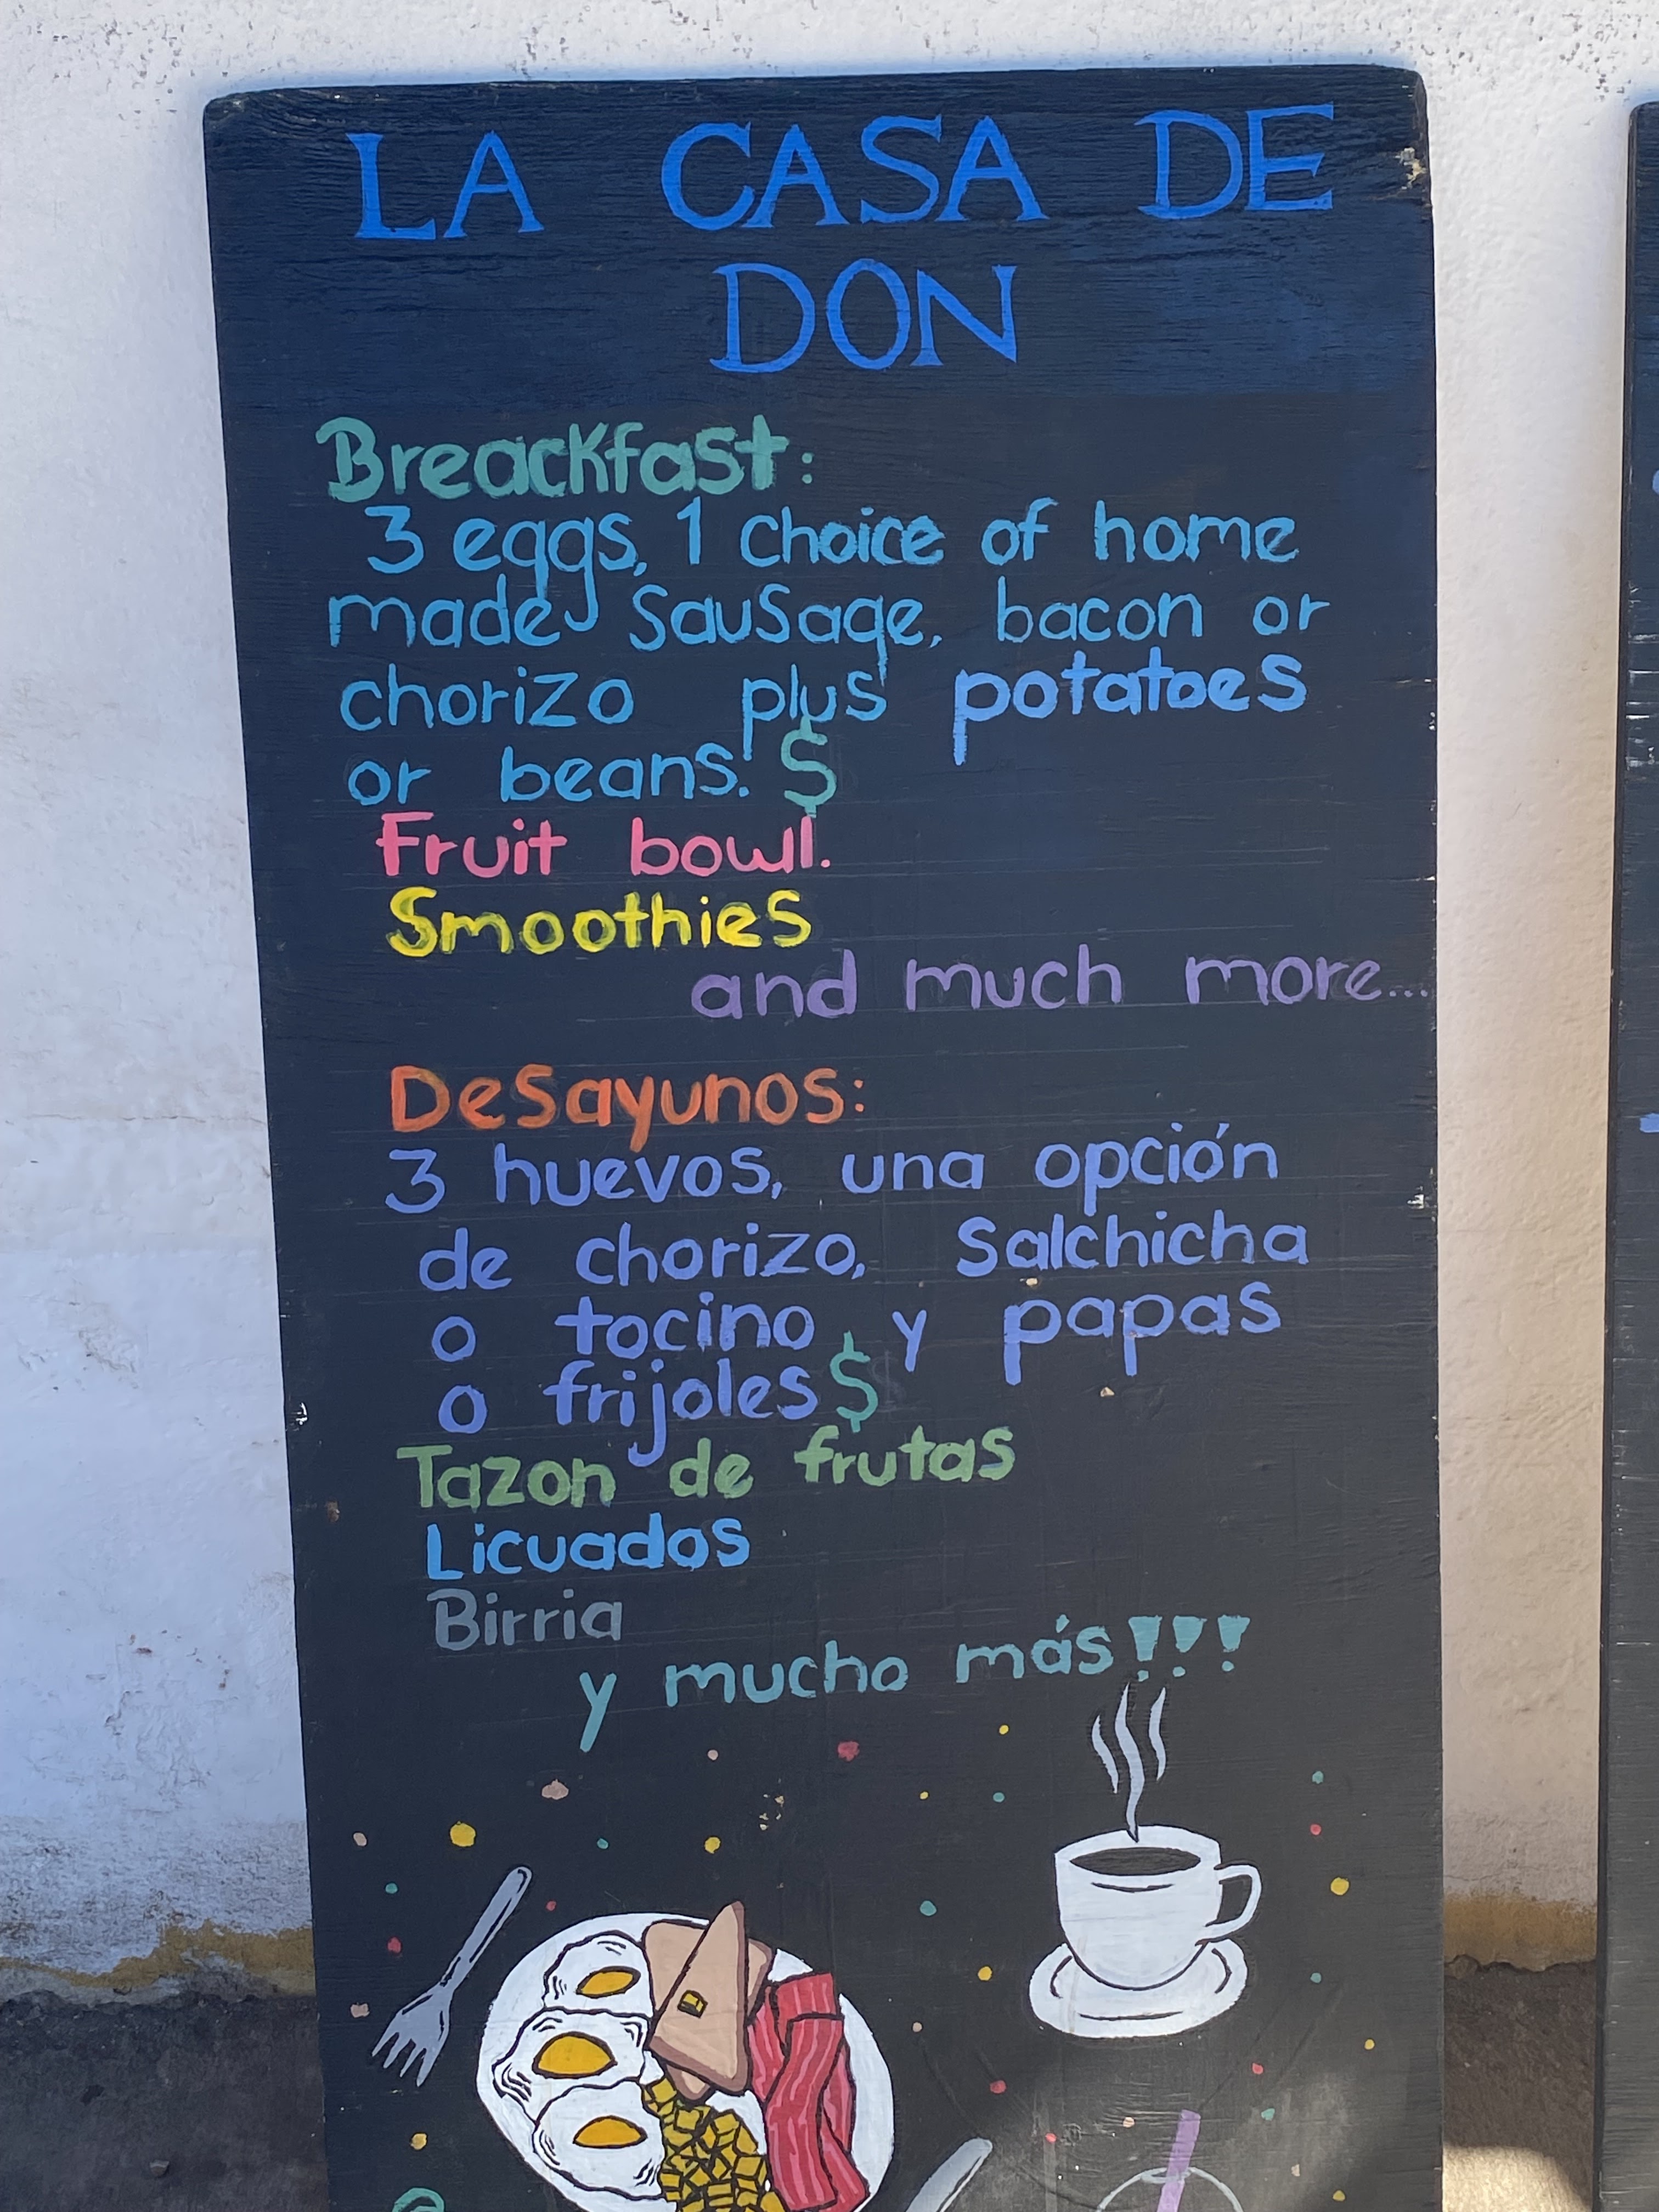 LA CASA DE
DON
Breackfast:
3 eggs, 1 choice of home
made sausage, bacon or
chorizo plus potatoes
or beans. $
Fruit bowl.
Smoothies
and much more...
Desayunos:
3 huevos, una opción
de chorizo, Salchicha
o tocino y papas
o frijoles $
Tazon de frutas
Licuados
Birria
y mucho más!!!